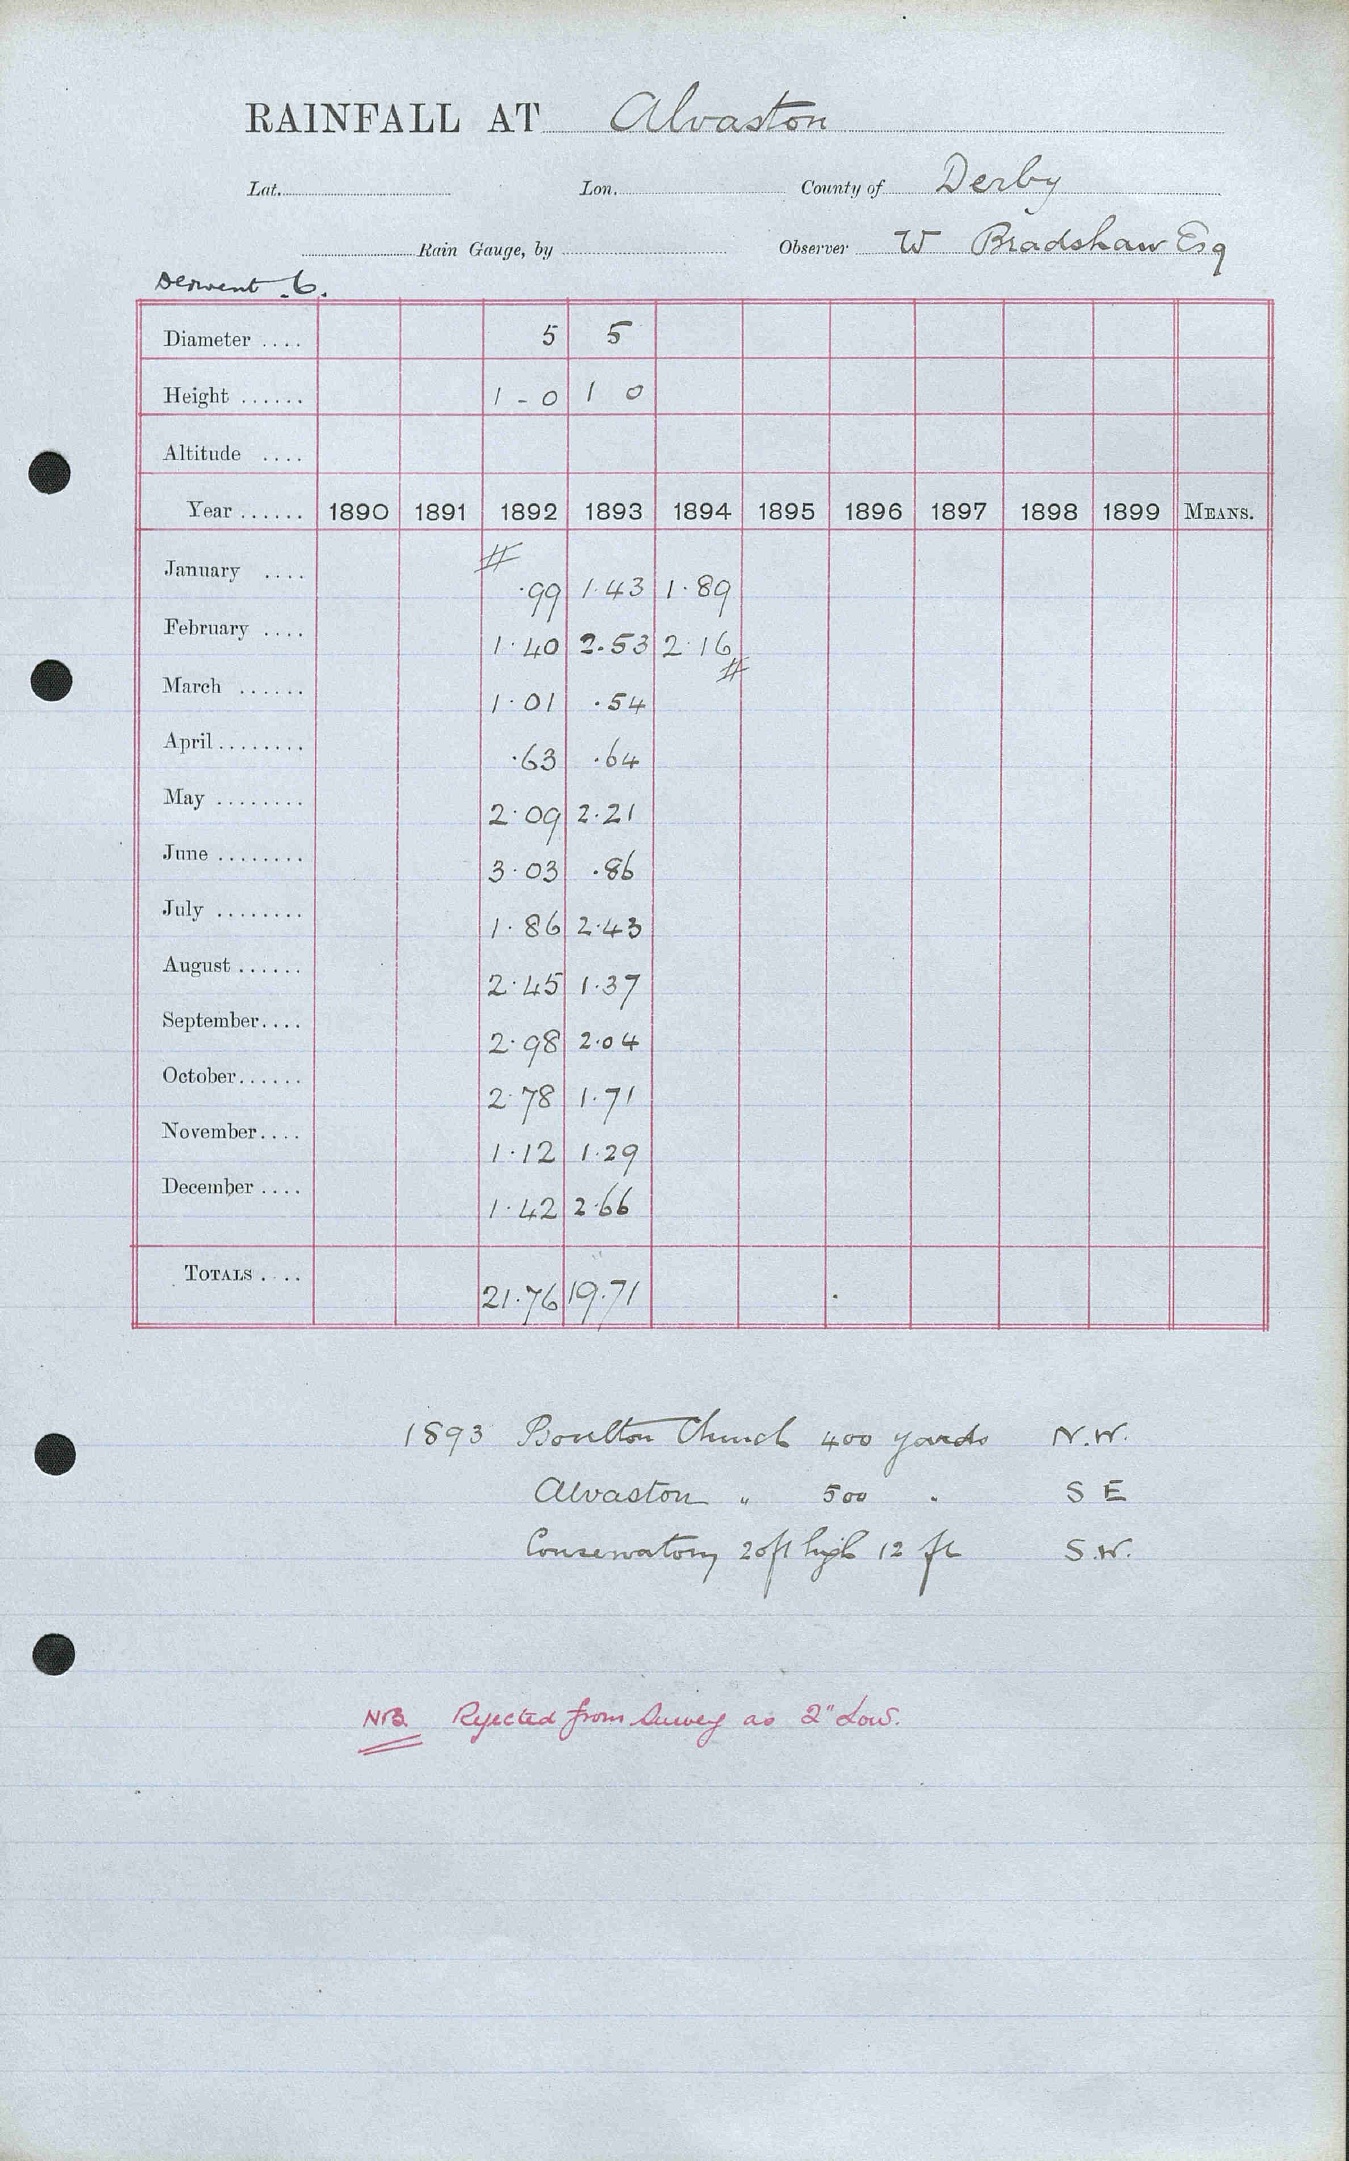 RAINFALL AT Alvaston
Lat. Lon. County of Derby
Rain Gauge, by Observer W Bradshaw Esq
Derwent 6.
Diameter .... 5 5
Height ...... 1 - 0 1 0
Altitude ....
Year ...... 1890 1891 1892 1893 1894 1895 1896 1897 1898 1899 MEANS.
#
January .... .99 1.43 1.89
February .... 1.40 2.53 2.16
#
March ...... 1.01 .54
April ........ .63 .64
May ........ 2.09 2.21
June ........ 3.03 .86
July ........ 1.86 2.43
August ...... 2.45 1.37
September.... 2.98 2.04
October...... 2.78 1.71
November.... 1.12 1.29
December .... 1.42 2.66
TOTALS .... 21.76 19.71
1893 Boulton Church 400 yards N.W.
Alvaston " 500 " S E
Conservatory 20ft high 12 ft S.W.
NB. Rejected from Survey as 2" Low.